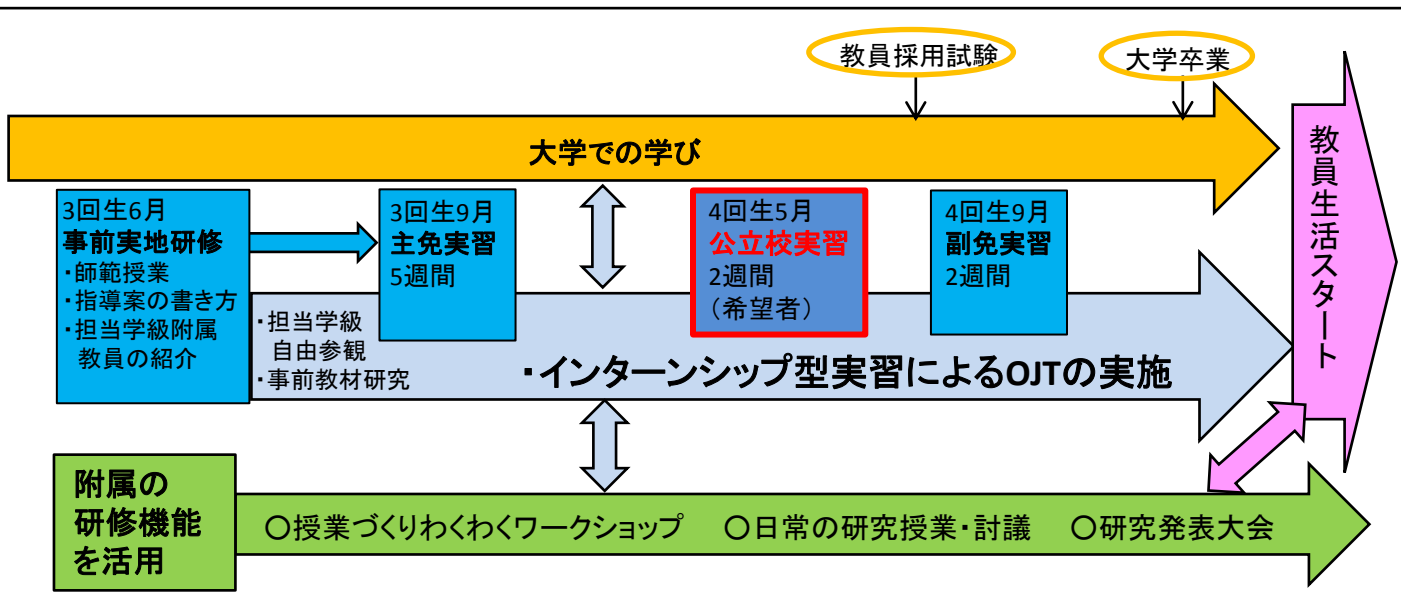 教員採用試験
大学卒業
大学での学び
3回生6月
事前実地研修
・師範授業
・指導案の書き方
・担当学級附属
教員の紹介
3回生9月
主免実習
5週間
4回生5月
公立校実習
2週間
（希望者）
4回生9月
副免実習
2週間
・担当学級
自由参観
・事前教材研究
・インターンシップ型実習によるOJTの実施
教員生活スタート
附属の
研修機能
を活用
○授業づくりわくわくワークショップ　○日常の研究授業・討議　○研究発表大会